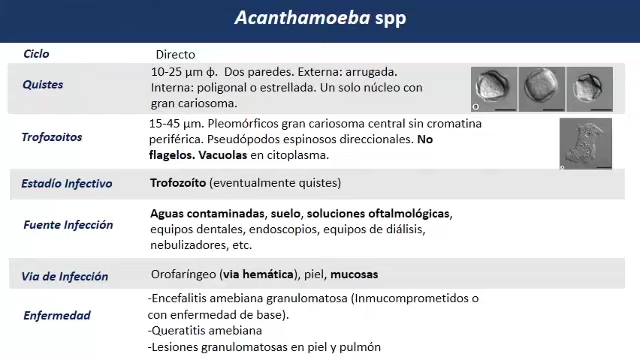 Acanthamoeba spp
Ciclo
Directo
Quistes
10-25 µm ф. Dos paredes. Externa: arrugada.
Interna: poligonal o estrellada. Un solo núcleo con
gran cariosoma.
Trofozoitos
15-45 µm. Pleomórficos gran cariosoma central sin cromatina
periférica. Pseudópodos espinosos direccionales. No
flagelos. Vacuolas en citoplasma.
Estadío Infectivo
Trofozoíto (eventualmente quistes)
Fuente Infección
Aguas contaminadas, suelo, soluciones oftalmológicas,
equipos dentales, endoscopios, equipos de diálisis,
nebulizadores, etc.
Via de Infección
Orofaríngeo (via hemática), piel, mucosas
Enfermedad
-Encefalitis amebiana granulomatosa (Inmucomprometidos o
con enfermedad de base).
-Queratitis amebiana
-Lesiones granulomatosas en piel y pulmón